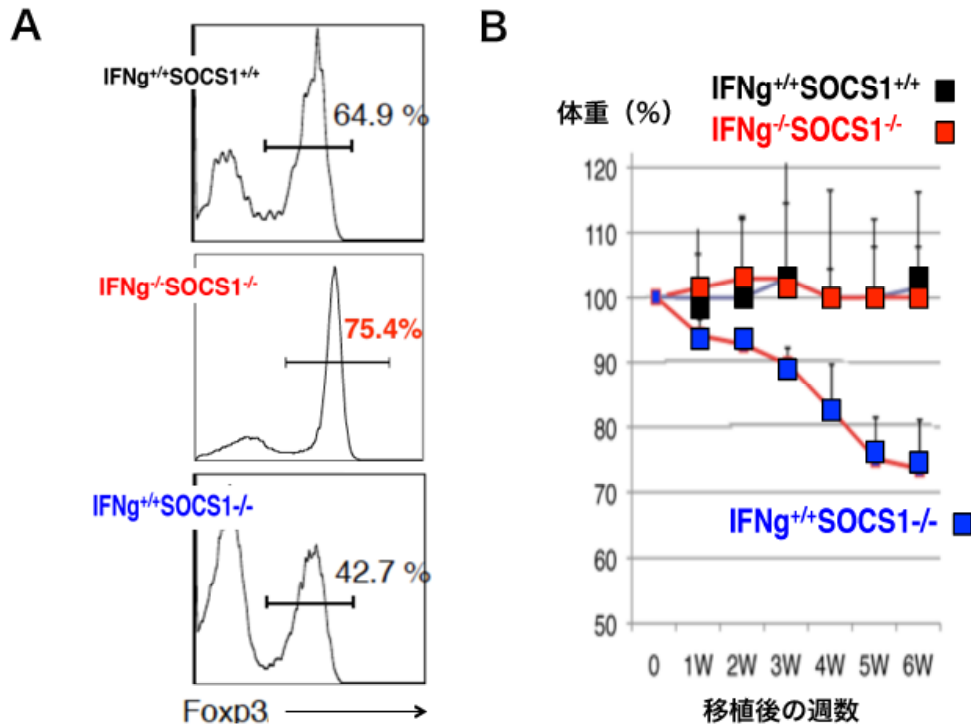 A
IFNg+/+SOCS1+/+
64.9 %
IFNg-/-SOCS1-/-
75.4%
IFNg+/+SOCS1-/-
42.7 %
Foxp3
B
体重（%）
IFNg+/+SOCS1+/+
IFNg-/-SOCS1-/-
120
110
100
90
80
70
60
50
IFNg+/+SOCS1-/-
0 1W 2W 3W 4W 5W 6W
移植後の週数